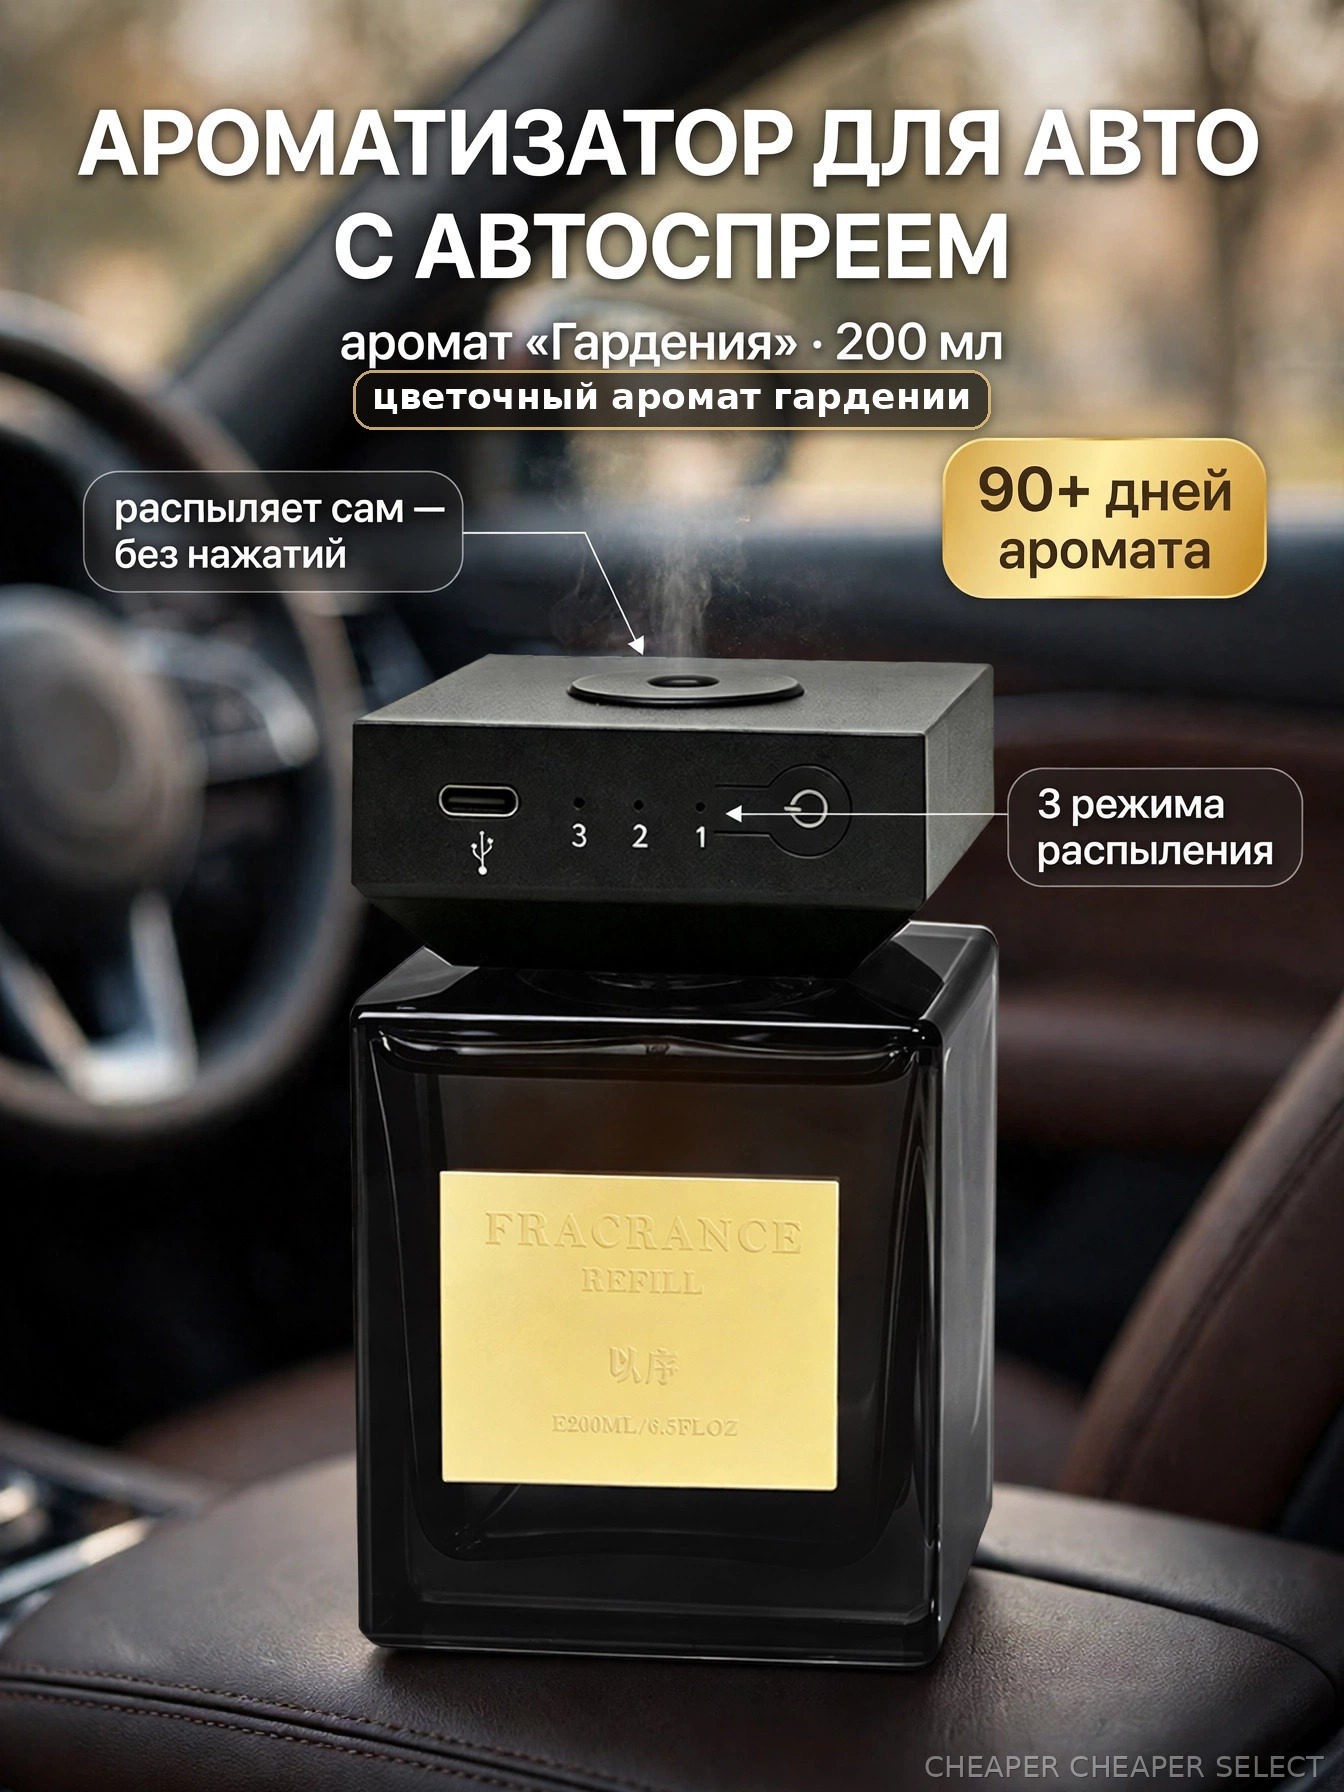 АРОМАТИЗАТОР ДЛЯ АВТО
С АВТОСПРЕЕМ
аромат «Гардения» · 200 мл
цветочный аромат гардении
90+ дней
аромата
распыляет сам —
без нажатий
3 режима
распыления
3 2 1
FRACRANCE
REFILL
以序
E200ML/6.5FLOZ
CHEAPER CHEAPER SELECT